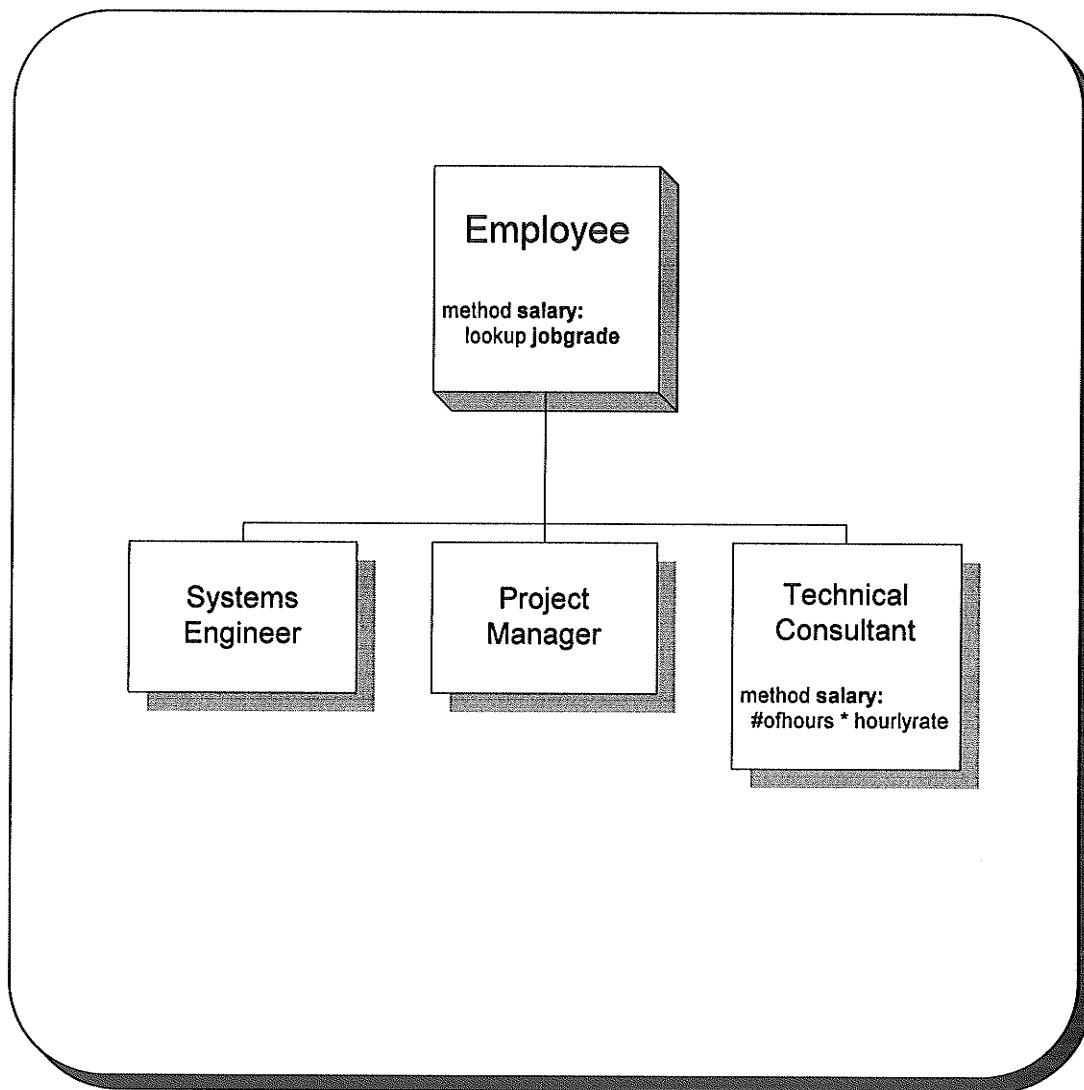 Employee
method salary:
lookup jobgrade
Systems
Engineer
Project
Manager
Technical
Consultant
method salary:
#ofhours * hourlyrate